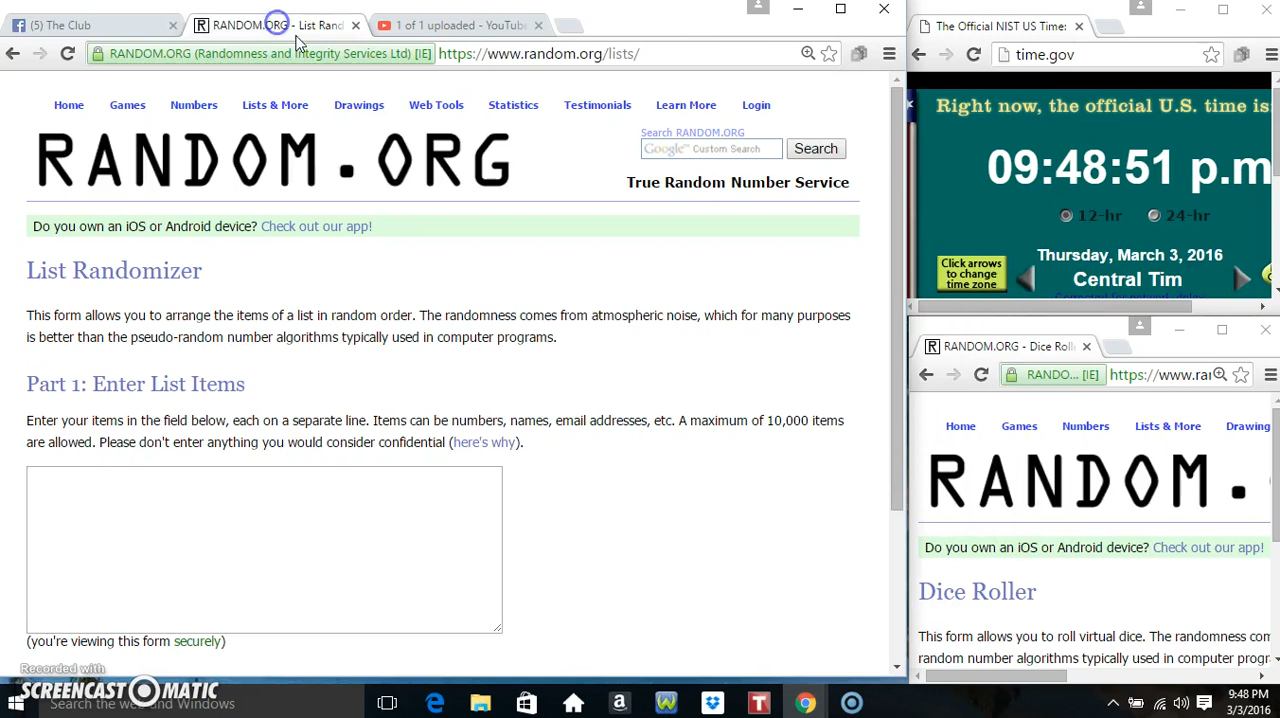 (5) The Club
RANDOM.ORG - List Rand
1 of 1 uploaded - YouTube
RANDOM.ORG (Randomness and Integrity Services Ltd) [IE]
https://www.random.org/lists/
Home Games Numbers Lists & More Drawings Web Tools Statistics Testimonials Learn More Login
RANDOM.ORG
Search RANDOM.ORG
Google™ Custom Search
Search
True Random Number Service
Do you own an iOS or Android device? Check out our app!
List Randomizer
This form allows you to arrange the items of a list in random order. The randomness comes from atmospheric noise, which for many purposes
is better than the pseudo-random number algorithms typically used in computer programs.
Part 1: Enter List Items
Enter your items in the field below, each on a separate line. Items can be numbers, names, email addresses, etc. A maximum of 10,000 items
are allowed. Please don't enter anything you would consider confidential (here's why).
(you're viewing this form securely)
The Official NIST US Time:
time.gov
Right now, the official U.S. time is
09:48:51 p.m
12-hr 24-hr
Click arrows
to change
time zone
Thursday, March 3, 2016
Central Tim
RANDOM.ORG - Dice Roll
RANDO... [IE]
https://www.rar
Home Games Numbers Lists & More Drawing
RANDOM.
Do you own an iOS or Android device? Check out our app!
Dice Roller
This form allows you to roll virtual dice. The randomness com
random number algorithms typically used in computer progr
Recorded with
SCREENCAST-O-MATIC
Search the web and Windows
9:48 PM
3/3/2016